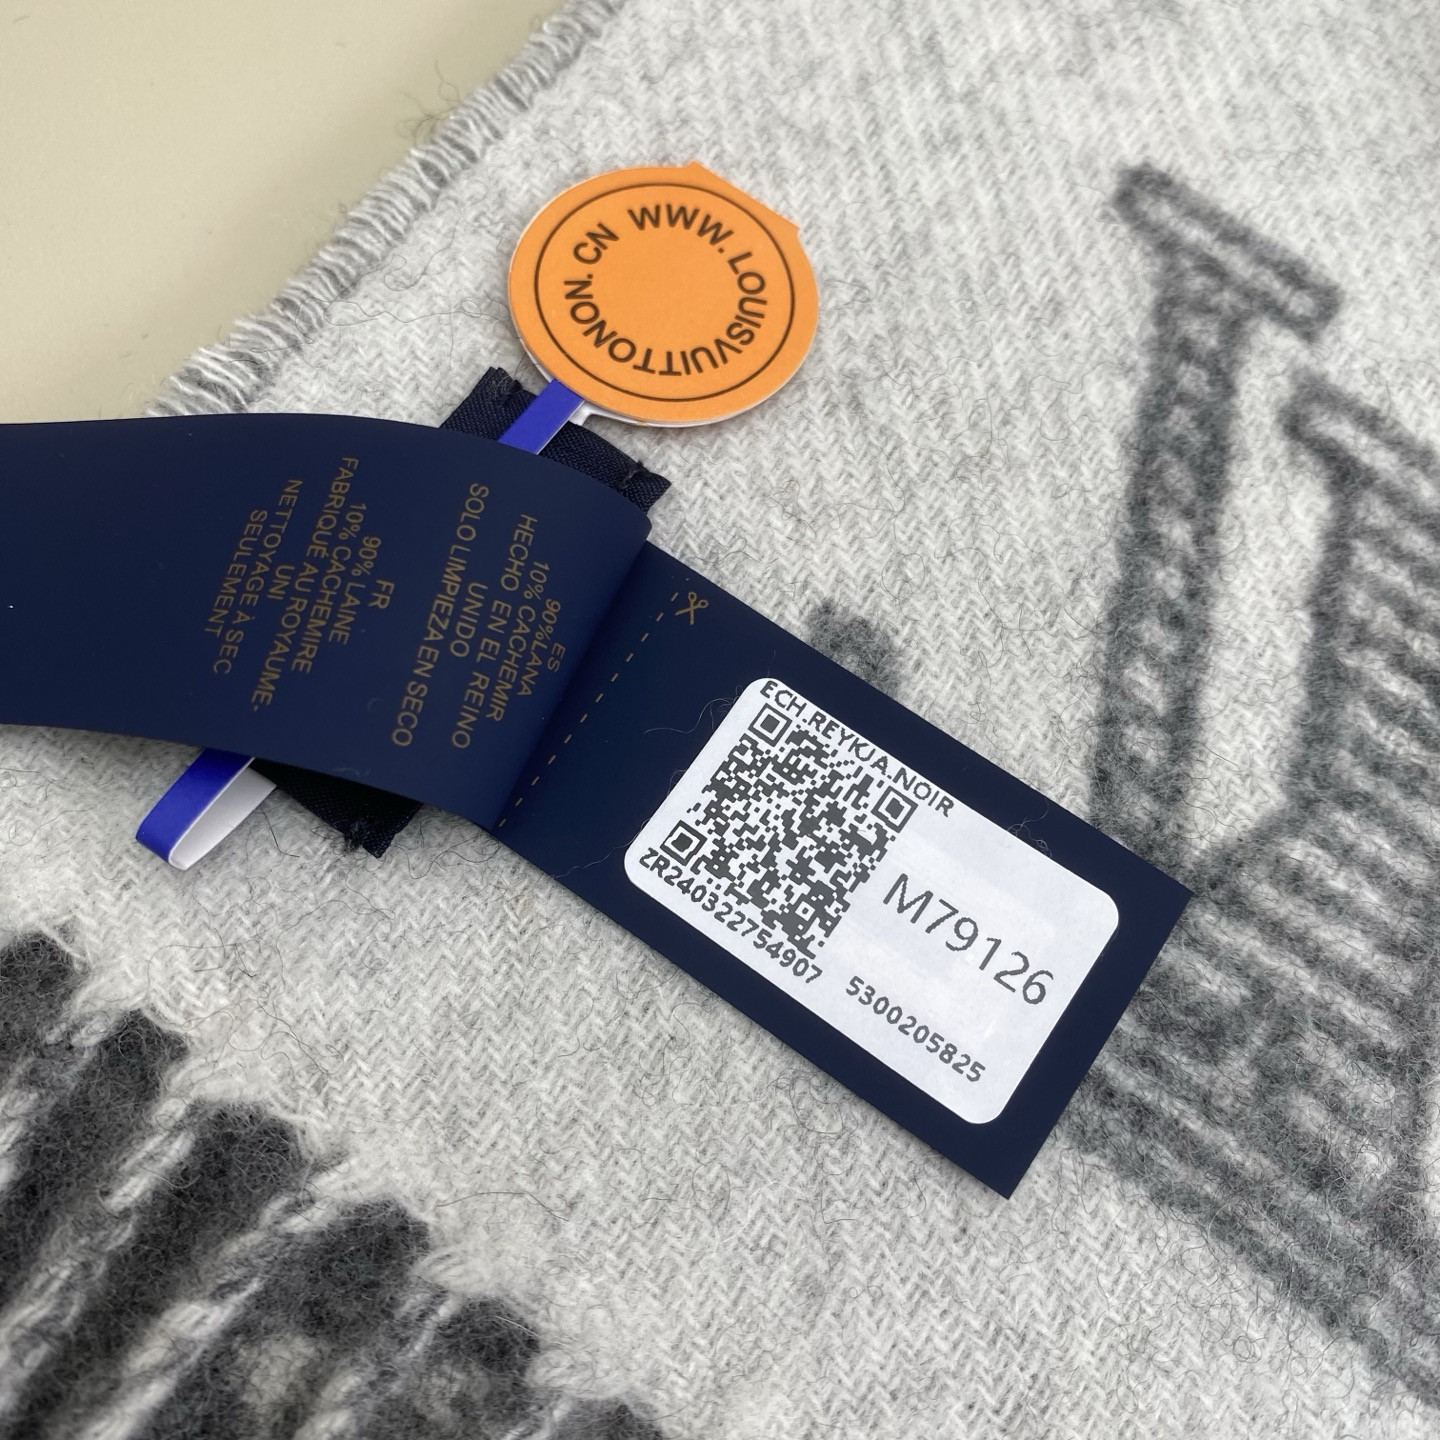 WWW.LOUISVUITTONON.CN
ES
90%LANA
10% CACHEMIR
HECHO EN EL REINO
UNIDO
SOLO LIMPIEZA EN SECO
FR
90% LAINE
10% CACHEMIRE
FABRIQUÉ AU ROYAUME-
UN
NETTOYAGE À SEC
SEULEMENT
ECH.REYKJA.NOIR
M79126
ZR240322754907
5300205825